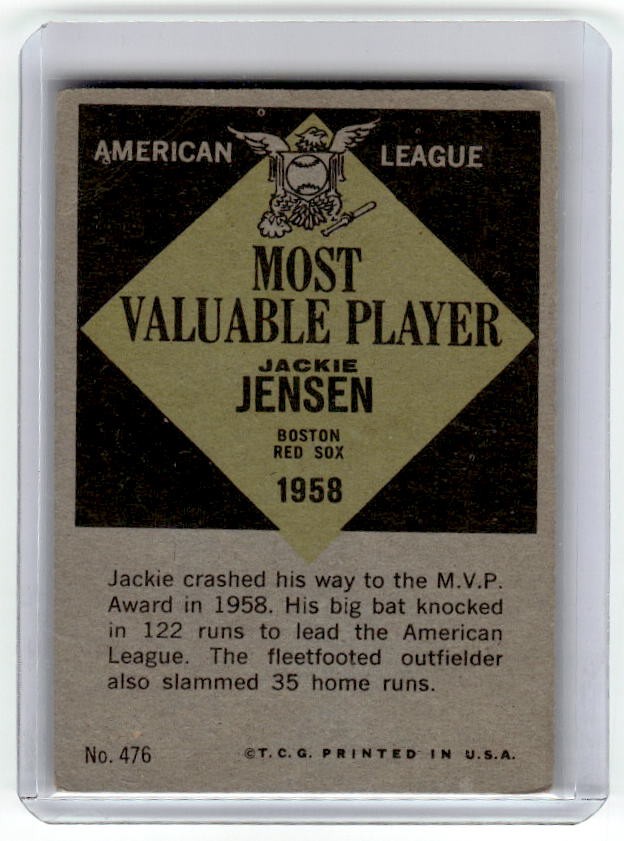 AMERICAN LEAGUE
MOST
VALUABLE PLAYER
JACKIE
JENSEN
BOSTON
RED SOX
1958
Jackie crashed his way to the M.V.P.
Award in 1958. His big bat knocked
in 122 runs to lead the American
League. The fleetfooted outfielder
also slammed 35 home runs.
No. 476 ©T.C.G. PRINTED IN U.S.A.